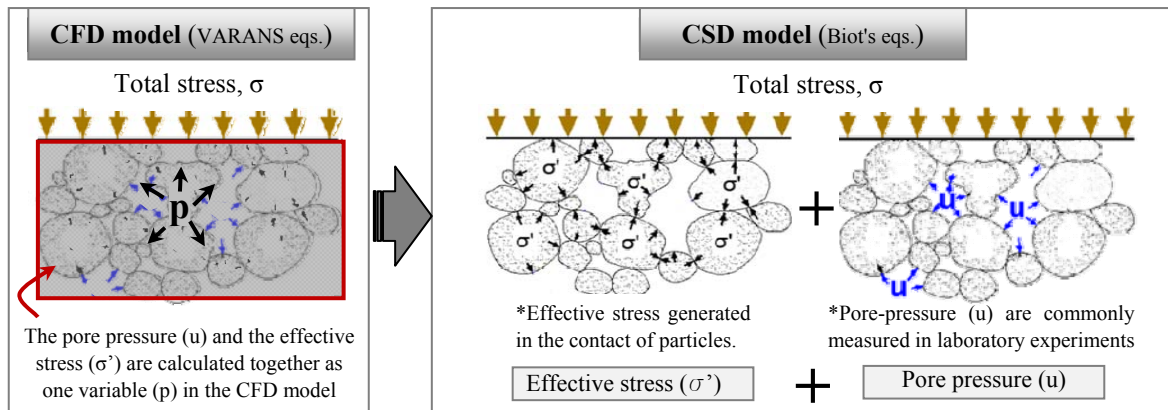 CFD model (VARANS eqs.)
Total stress, σ
p
The pore pressure (u) and the effective
stress (σ’) are calculated together as
one variable (p) in the CFD model
CSD model (Biot's eqs.)
Total stress, σ
σ'
σ'
σ'
σ'
σ'
σ'
*Effective stress generated
in the contact of particles.
Effective stress (σ’)
+
u
u
u
*Pore-pressure (u) are commonly
measured in laboratory experiments
+
Pore pressure (u)